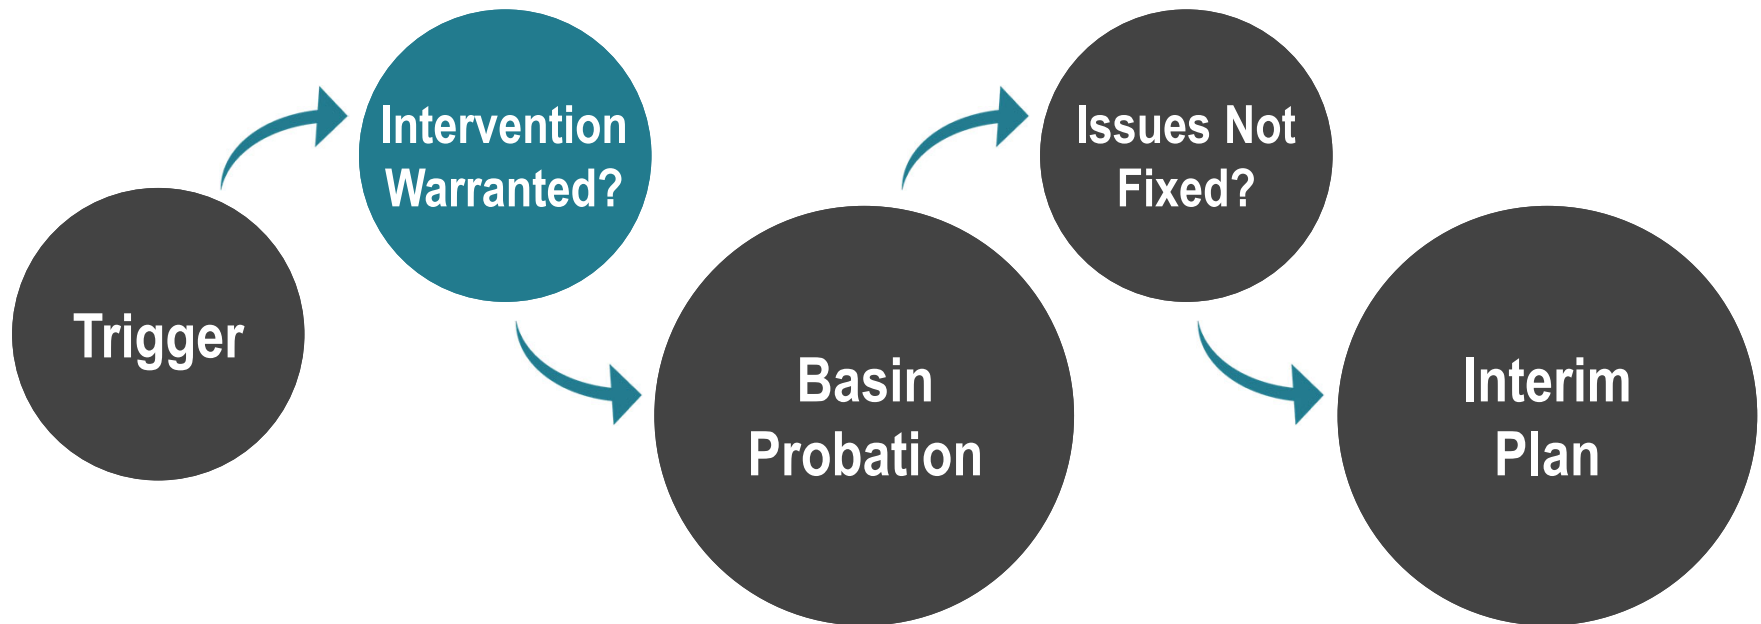 Trigger
Intervention
Warranted?
Basin
Probation
Issues Not
Fixed?
Interim
Plan